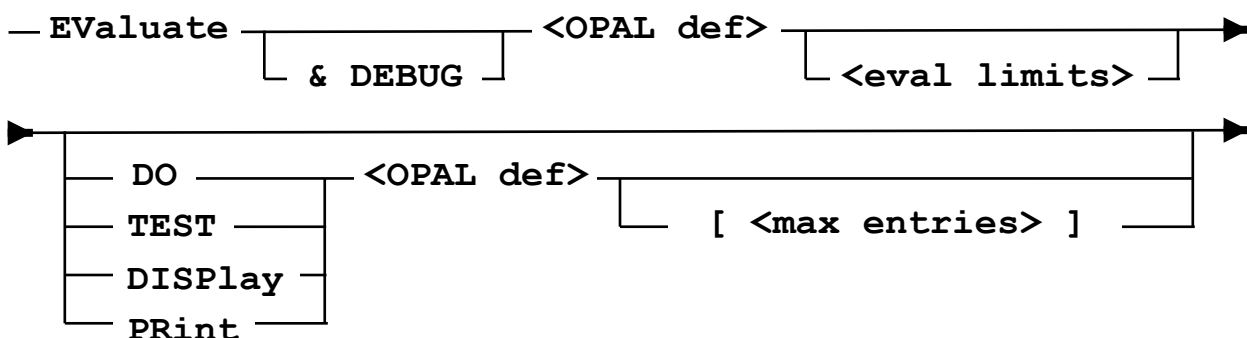 EValuate <OPAL def>
& DEBUG <eval limits>
DO <OPAL def>
TEST [ <max entries> ]
DISPlay
PRint